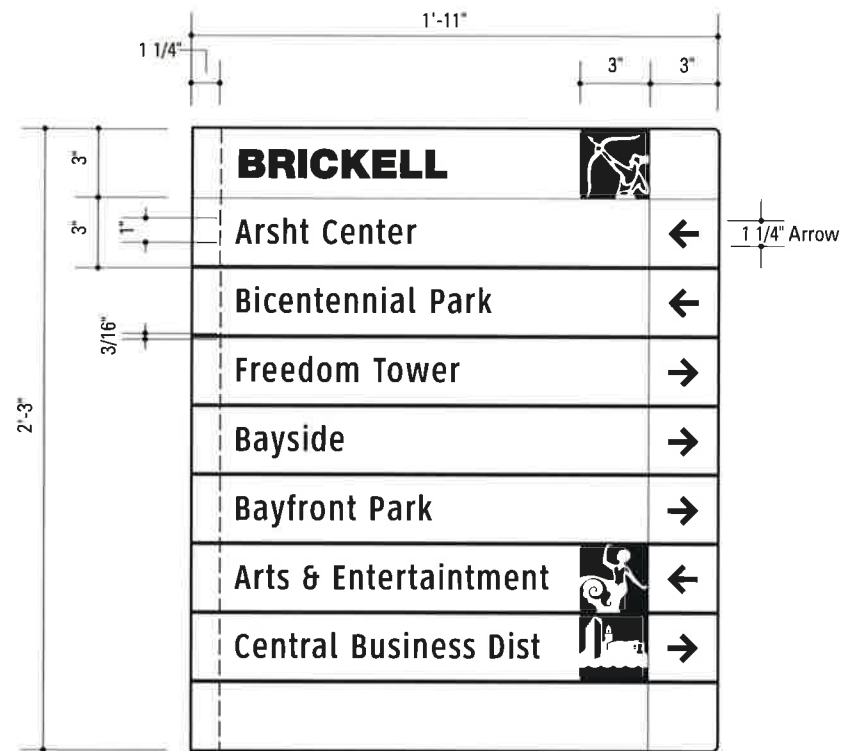 1'-11"
1 1/4"
3" 3"
3"
BRICKELL
3"
1"
Arsht Center
1 1/4" Arrow
Bicentennial Park
3/16"
Freedom Tower
2'-3"
Bayside
Bayfront Park
Arts & Entertaintment
Central Business Dist